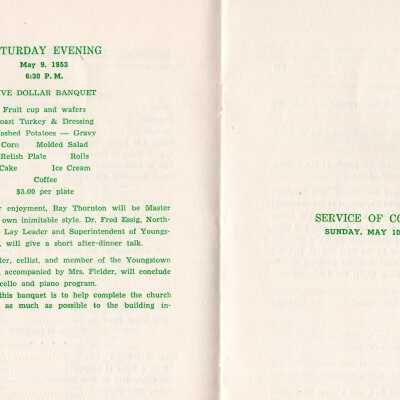 TURDAY EVENING
May 9, 1953
6:30 P. M.
VE DOLLAR BANQUET
Fruit cup and wafers
oast Turkey & Dressing
ashed Potatoes — Gravy
Corn Molded Salad
Relish Plate Rolls
Cake Ice Cream
Coffee
$5.00 per plate
r enjoyment, Ray Thornton will be Master
own inimitable style. Dr. Fred Essig, North-
Lay Leader and Superintendent of Youngs-
, will give a short after-dinner talk.
ler, cellist, and member of the Youngstown
accompanied by Mrs. Fielder, will conclude
cello and piano program.
this banquet is to help complete the church
as much as possible to the building in-
SERVICE OF CO
SUNDAY, MAY 10